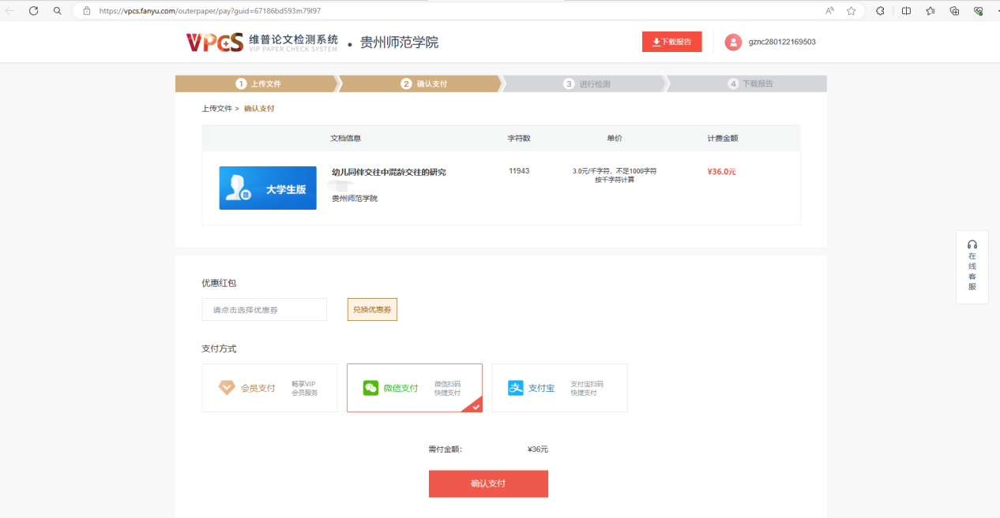 https://vpcs.fanyu.com/outerpaper/pay?guid=67186bd593m79l97
VPCS 维普论文检测系统 • 贵州师范学院
VIP PAPER CHECK SYSTEM
下载报告
gznc280122169503
1 上传文件
2 确认支付
3 进行检测
4 下载报告
上传文件 > 确认支付
文档信息 字符数 单价 计费金额
大学生版
幼儿同伴交往中混龄交往的研究
贵州师范学院
11943
3.0元/千字符，不足1000字符
按千字符计算
¥36.0元
在线客服
优惠红包
请点击选择优惠券
兑换优惠券
支付方式
会员支付
畅享VIP
会员服务
微信支付
微信扫码
快捷支付
支付宝
支付宝扫码
快捷支付
需付金额： ¥36元
确认支付